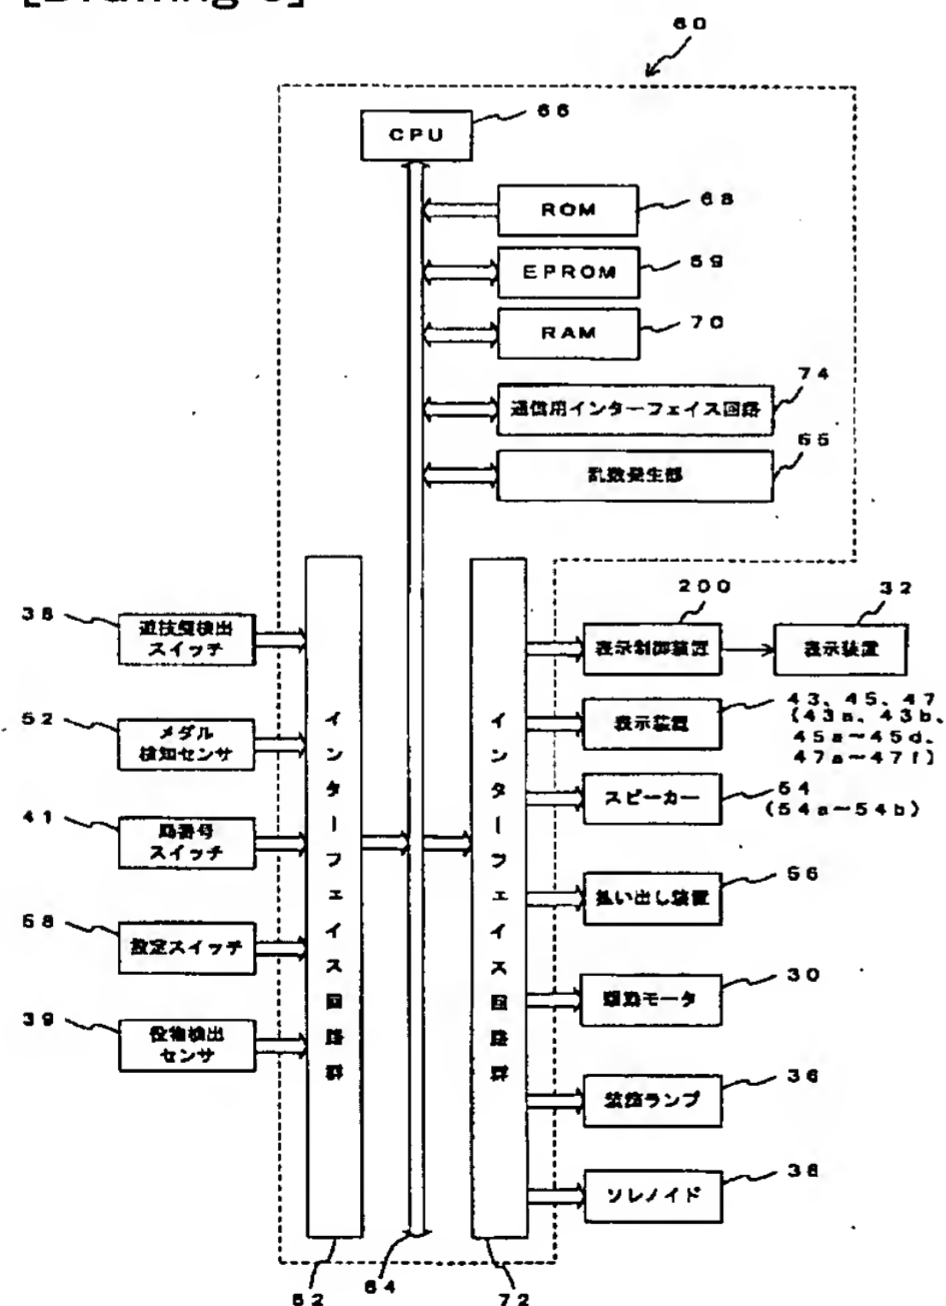 [Drawing
60
CPU
66
ROM
68
EPROM
69
RAM
70
通信用インターフェイス回路
74
乱数発生部
65
38
遊技球検出
スイッチ
52
メダル
検知センサ
41
スイッチ
58
設定スイッチ
39
役物検出
センサ
インターフェイス回路群
62
64
インターフェイス回路群
72
200
表示制御装置
32
表示装置
表示装置
43、45、47
(43a、43b、
45a〜45d、
47a〜47f)
スピーカー
54
(54a〜54b)
払い出し装置
56
駆動モータ
30
装飾ランプ
36
ソレノイド
38